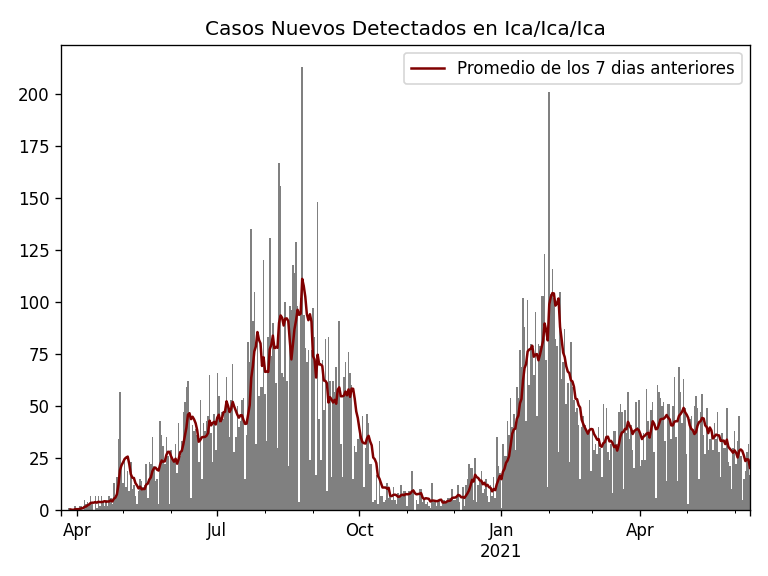 Casos Nuevos Detectados en Ica/Ica/Ica
Promedio de los 7 dias anteriores
200
175
150
125
100
75
50
25
0
Apr
Jul
Oct
Jan
2021
Apr